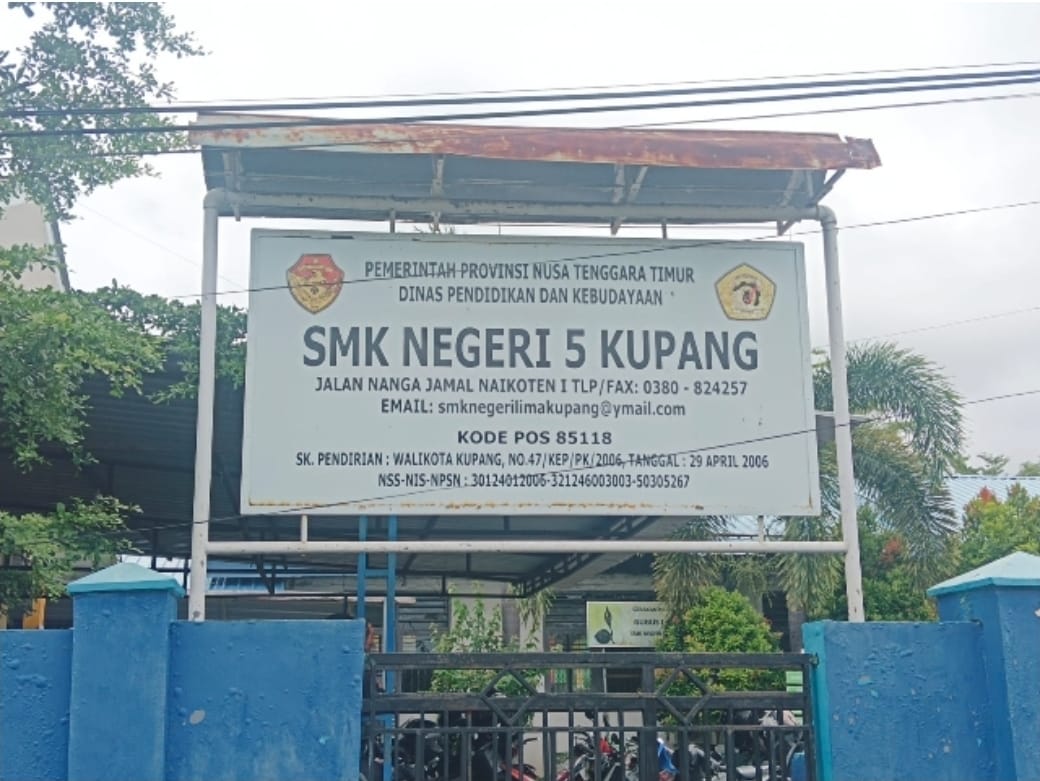 PEMERINTAH PROVINSI NUSA TENGGARA TIMUR
DINAS PENDIDIKAN DAN KEBUDAYAAN
SMK NEGERI 5 KUPANG
JALAN NANGA JAMAL NAIKOTEN I TLP/FAX: 0380 - 824257
EMAIL: smknegerilimakupang@ymail.com
KODE POS 85118
SK. PENDIRIAN : WALIKOTA KUPANG, NO.47/KEP/PK/2006, TANGGAL : 29 APRIL 2006
NSS-NIS-NPSN : 30124012006-321246003003-50305267